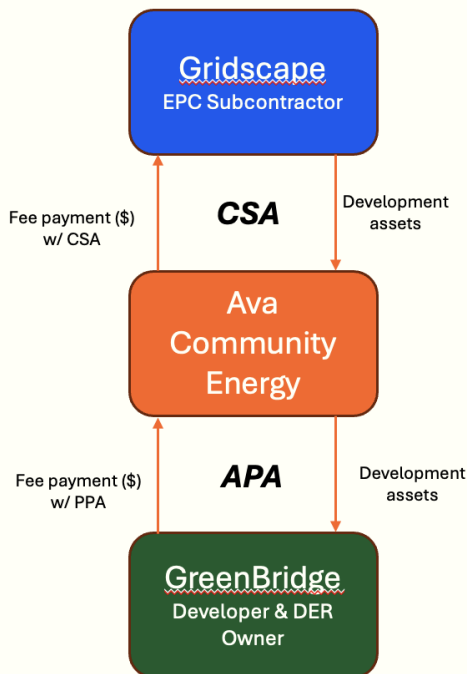 Gridscape
EPC Subcontractor
Fee payment ($)
w/ CSA
CSA
Development
assets
Ava
Community
Energy
Fee payment ($)
w/ PPA
APA
Development
assets
GreenBridge
Developer & DER
Owner